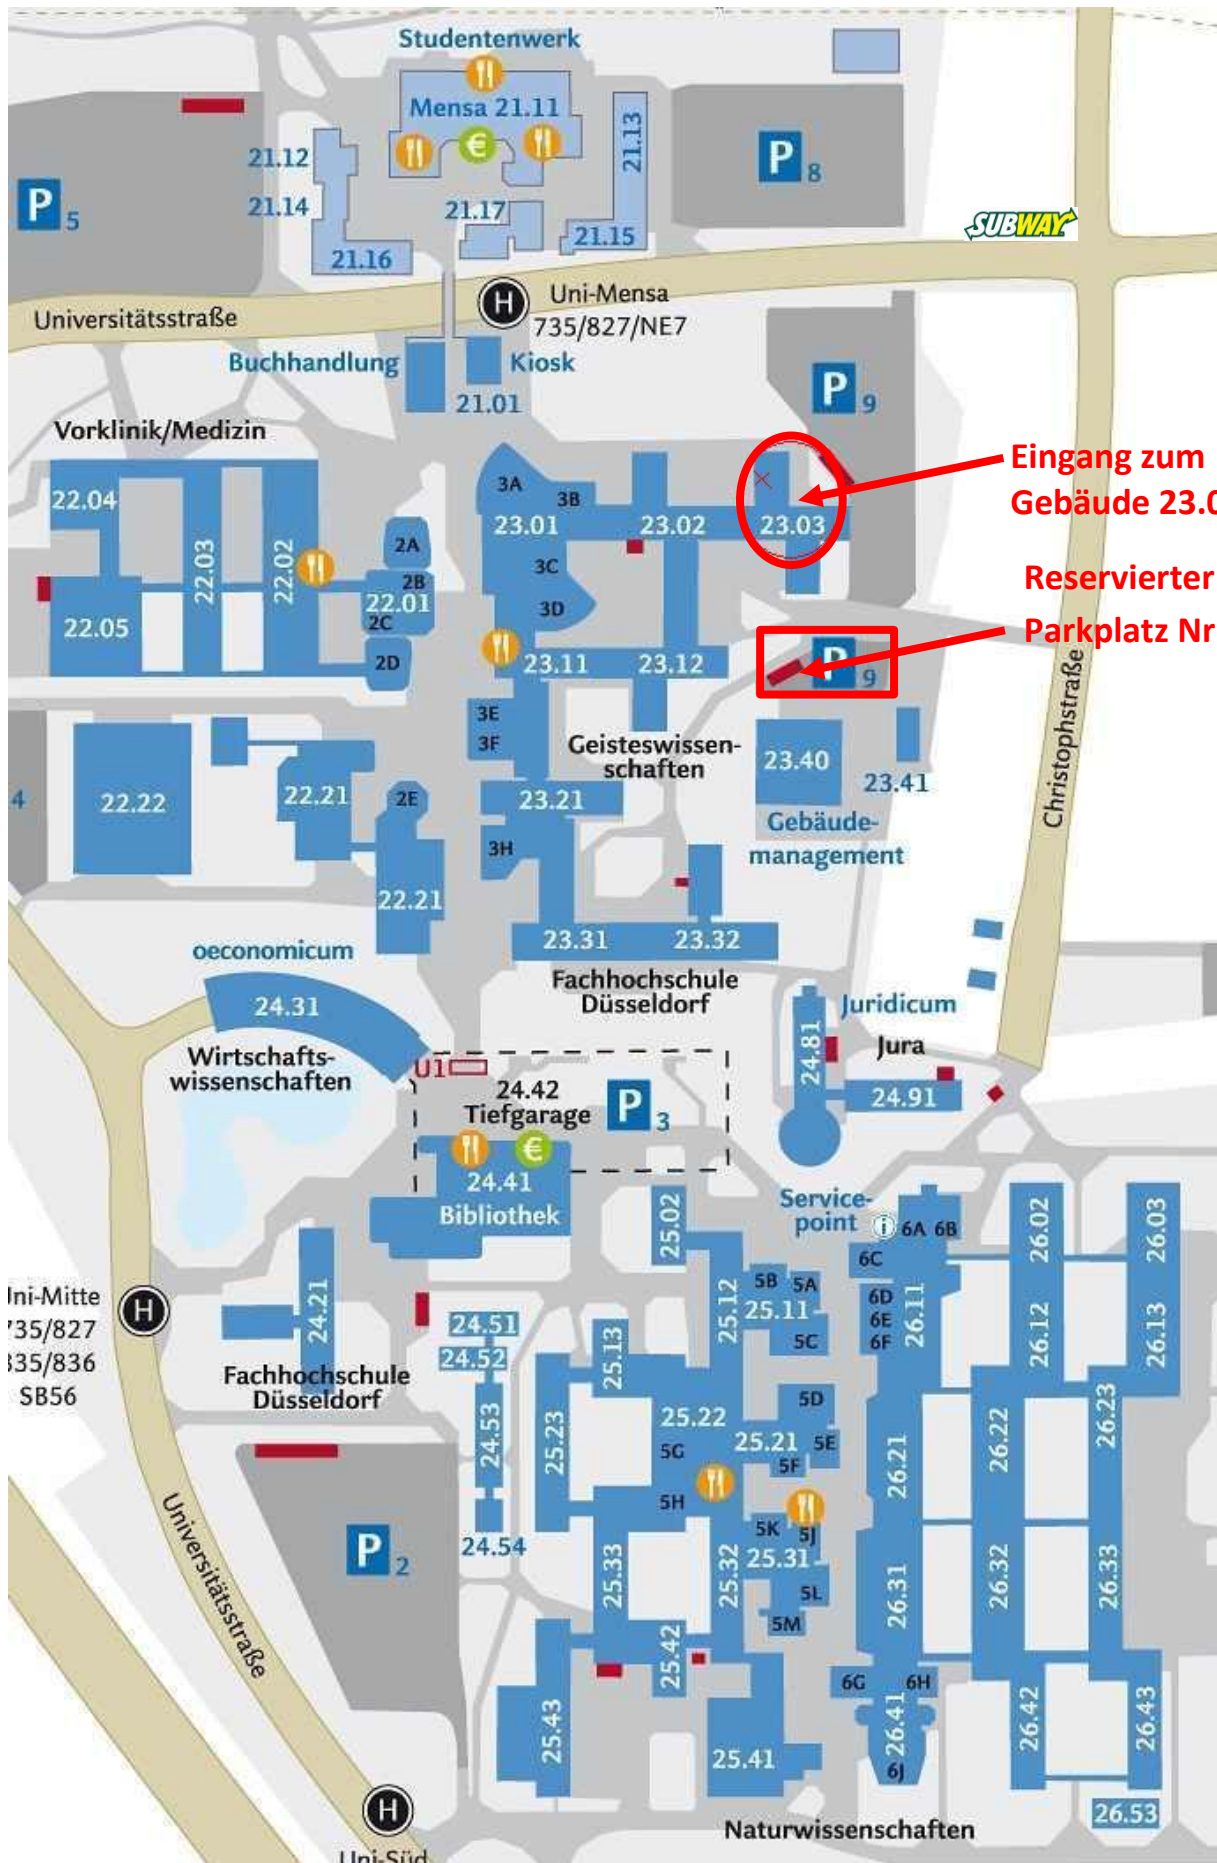 Studentenwerk
Mensa 21.11
21.12
21.13
P 8
P 5
21.14
21.17
SUBWAY
21.15
21.16
H
Uni-Mensa
735/827/NE7
Universitätsstraße
Buchhandlung
Kiosk
21.01
P 9
Vorklinik/Medizin
Eingang zum
Gebäude 23.0
3A
3B
22.04
23.01
23.02
23.03
22.03
22.02
2A
2B
22.01
2C
3C
3D
Reservierter
Parkplatz Nr
22.05
2D
23.11
23.12
P 9
3E
3F
Geisteswissen-
schaften
23.40
23.41
Christophstraße
4
22.22
22.21
2E
23.21
Gebäude-
management
3H
22.21
23.31
23.32
oeconomicum
Fachhochschule
Düsseldorf
24.31
Juridicum
Jura
24.81
Wirtschafts-
wissenschaften
U1
24.42
Tiefgarage
P 3
24.91
€
24.41
Bibliothek
Service-
point
i
6A
6B
25.02
26.02
26.03
6C
24.21
5B
5A
25.12
25.11
5C
6D
6E
6F
26.11
26.12
26.13
Uni-Mitte
735/827
835/836
SB56
H
24.51
24.52
25.13
Fachhochschule
Düsseldorf
24.53
25.23
25.22
5D
25.21
5E
5F
5G
5H
26.21
26.22
26.23
Universitätsstraße
P 2
24.54
25.33
25.32
5K
5J
25.31
5L
5M
26.31
26.32
26.33
25.42
25.43
25.41
6G
6H
26.41
6J
26.42
26.43
26.53
H
Uni-Süd
Naturwissenschaften